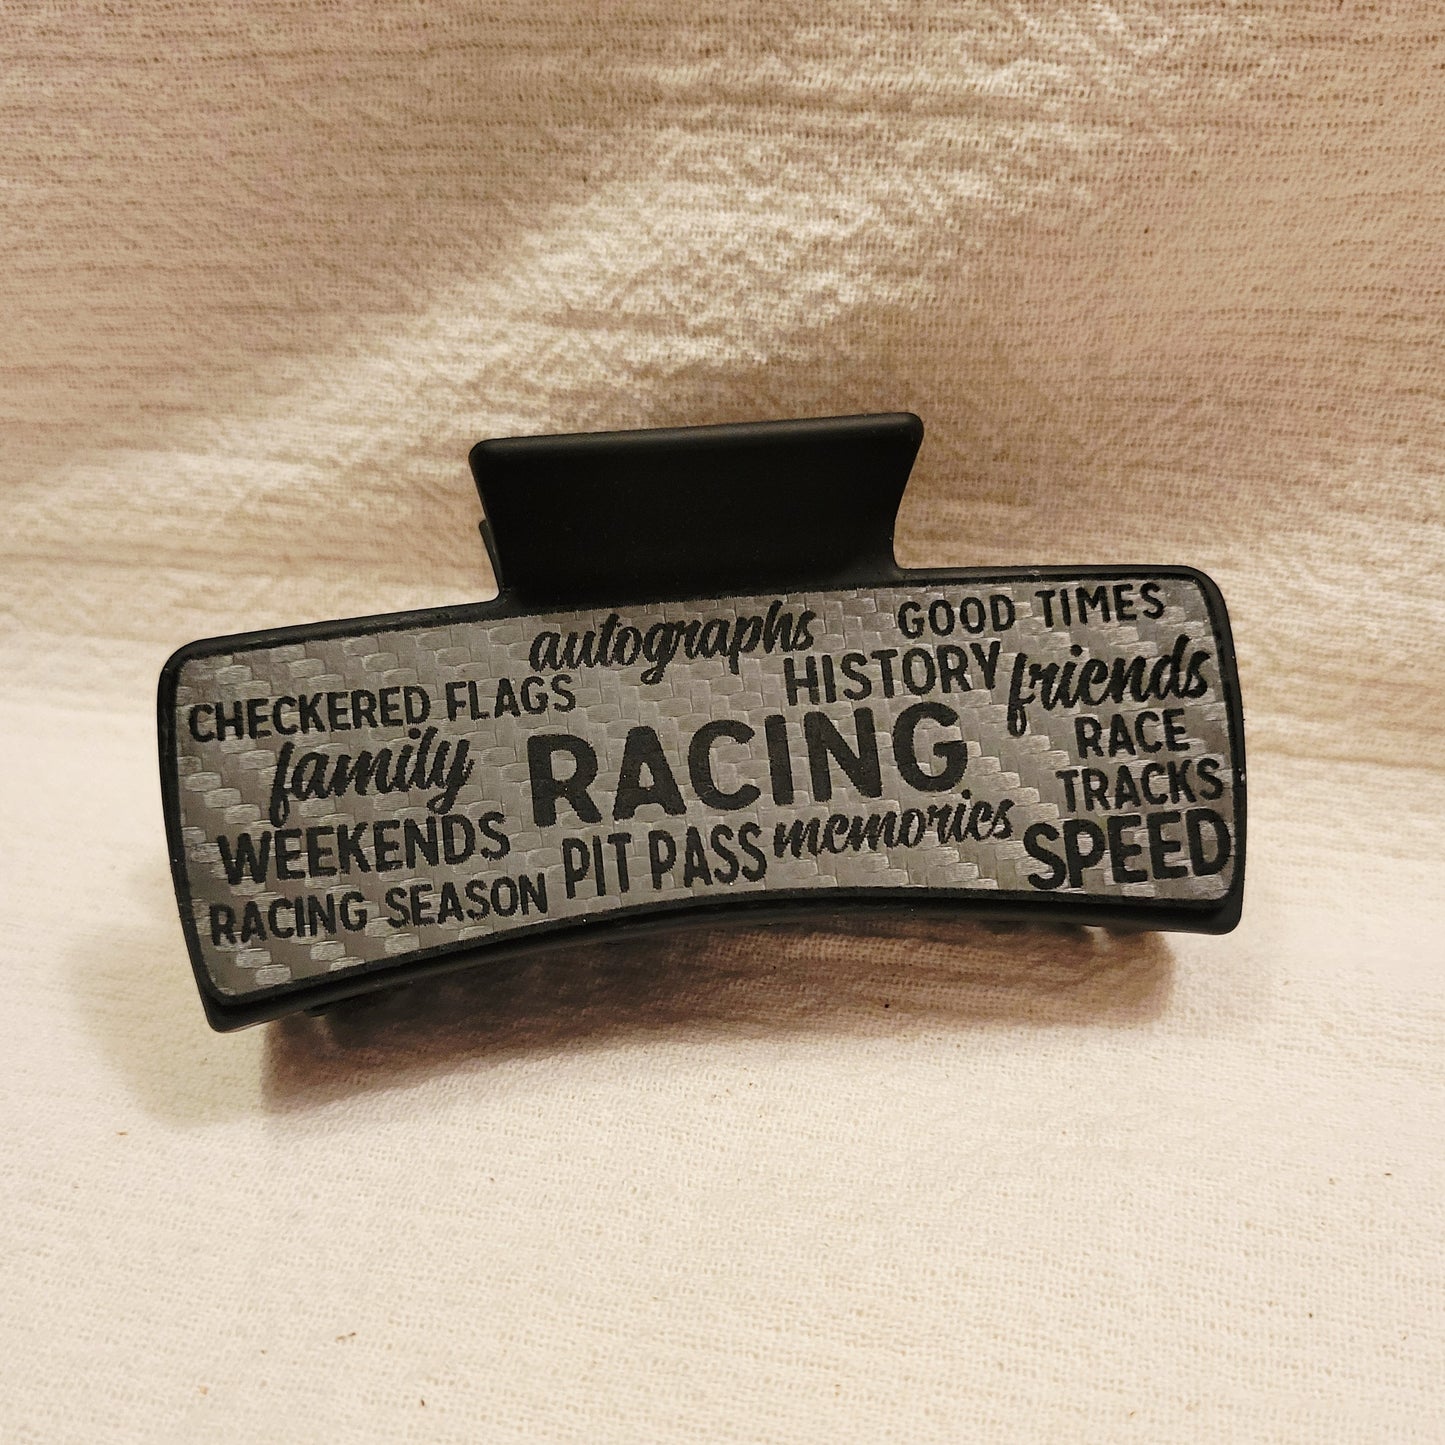 autographs
GOOD TIMES
CHECKERED FLAGS
HISTORY
friends
family
RACING
RACE
TRACKS
WEEKENDS
PIT PASS
memories
SPEED
RACING SEASON